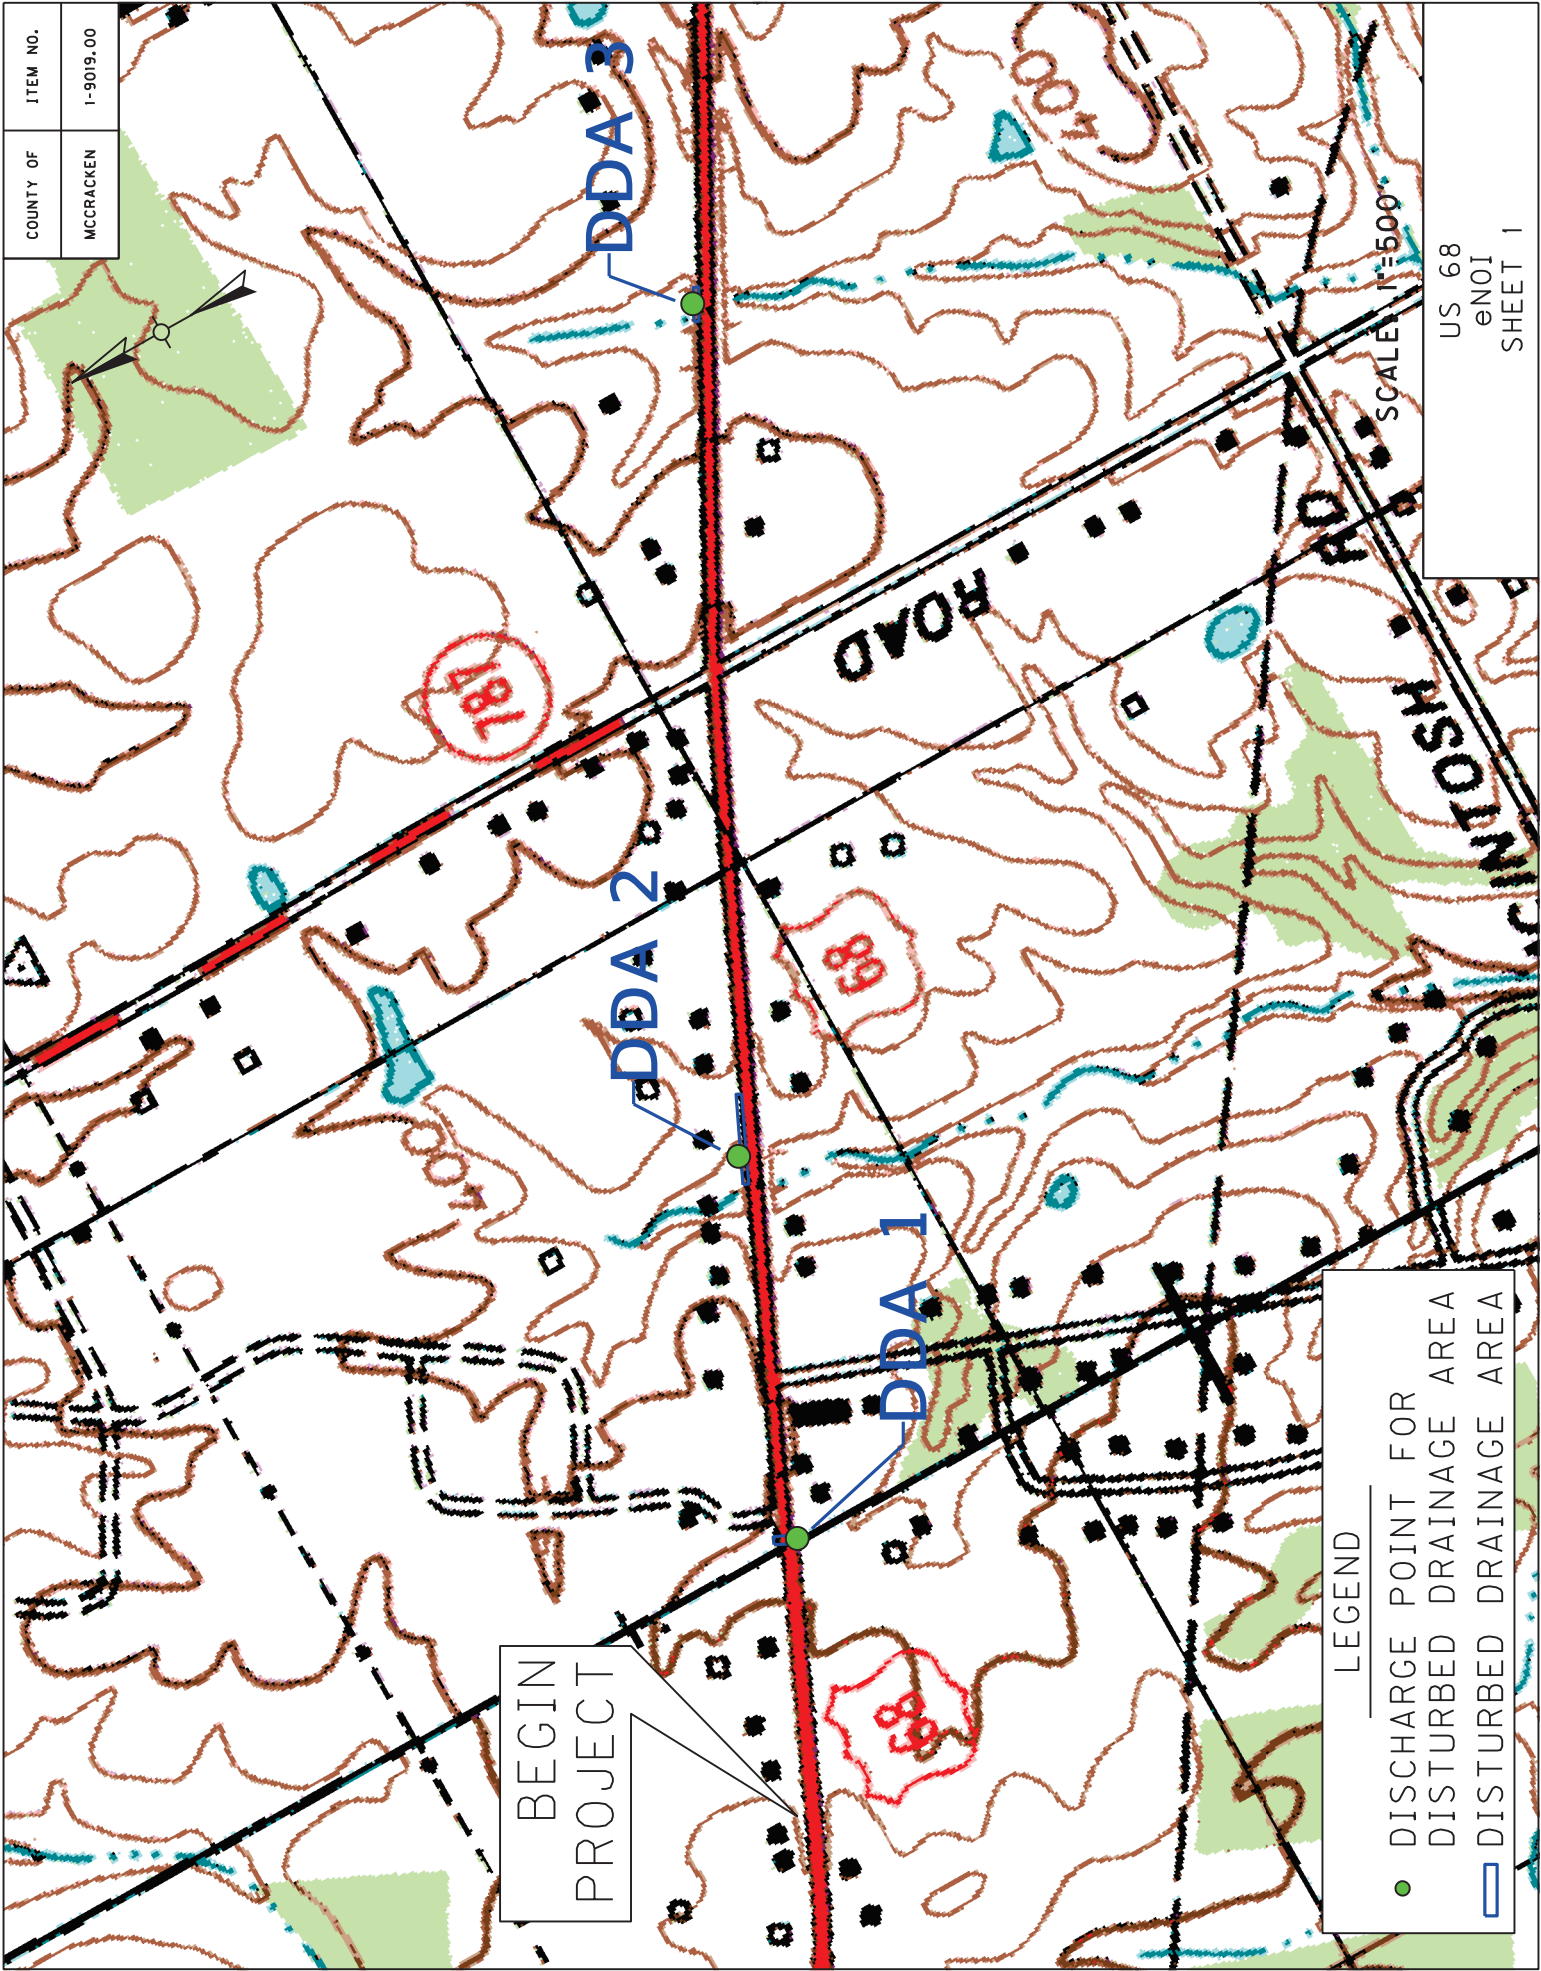 COUNTY OF
ITEM NO.
MCCRACKEN
1-9019.00
DDA 3
DDA 2
DDA 1
400
400
787
68
68
ROAD
RD
BEGIN
PROJECT
SCALE: 1"=500'
US 68
eNOI
SHEET 1
LEGEND
DISCHARGE POINT FOR
DISTURBED DRAINAGE AREA
DISTURBED DRAINAGE AREA